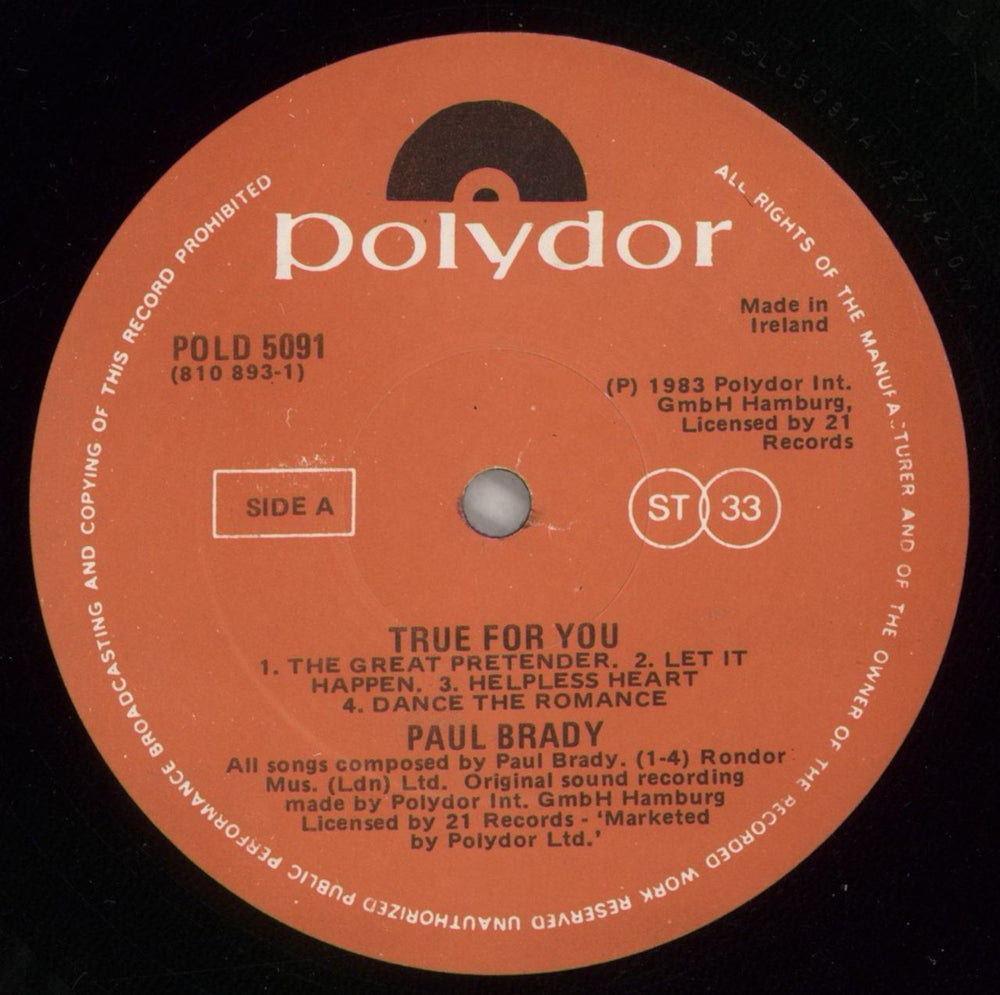 polydor
ALL RIGHTS OF THE MANUFACTURER AND OF THE OWNER OF THE RECORDED WORK RESERVED UNAUTHORIZED PUBLIC PERFORMANCE BROADCASTING AND COPYING OF THIS RECORD PROHIBITED
Made in
Ireland
POLD 5091
(810 893-1)
(P) 1983 Polydor Int.
GmbH Hamburg,
Licensed by 21
Records
SIDE A
ST 33
TRUE FOR YOU
1. THE GREAT PRETENDER. 2. LET IT
HAPPEN. 3. HELPLESS HEART
4. DANCE THE ROMANCE
PAUL BRADY
All songs composed by Paul Brady. (1-4) Rondor
Mus. (Ldn) Ltd. Original sound recording
made by Polydor Int. GmbH Hamburg
Licensed by 21 Records - 'Marketed
by Polydor Ltd.'